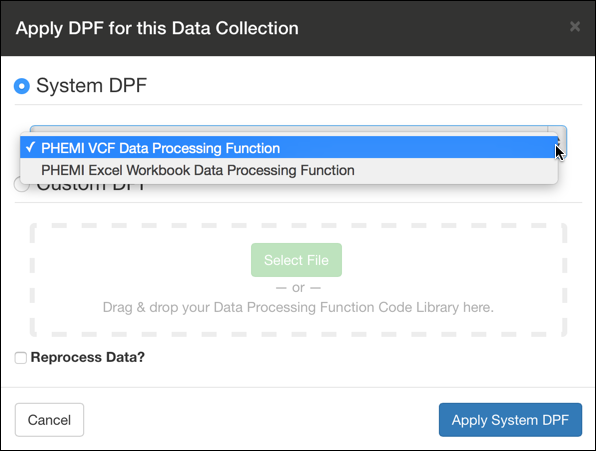 Apply DPF for this Data Collection
System DPF
PHEMI VCF Data Processing Function
PHEMI Excel Workbook Data Processing Function
Custom DPF
Select File
— or —
Drag & drop your Data Processing Function Code Library here.
Reprocess Data?
Cancel
Apply System DPF